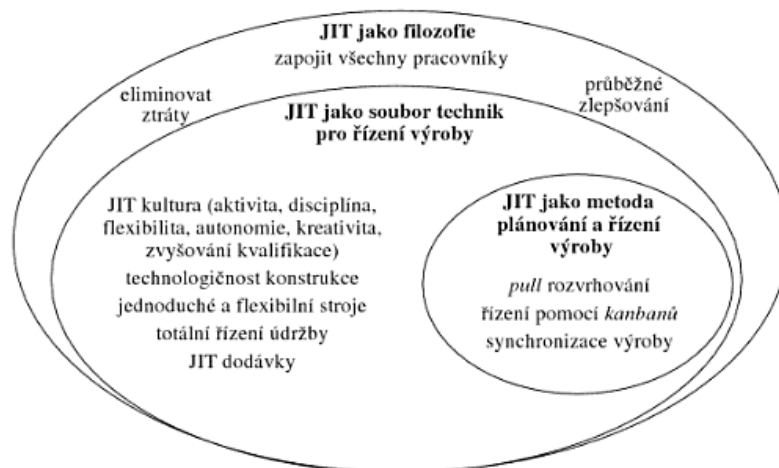 JIT jako filozofie
zapojit všechny pracovníky
eliminovat
ztráty
průběžné
zlepšování
JIT jako soubor technik
pro řízení výroby
JIT kultura (aktivita, disciplína,
flexibilita, autonomie, kreativita,
zvyšování kvalifikace)
technologičnost konstrukce
jednoduché a flexibilní stroje
totální řízení údržby
JIT dodávky
JIT jako metoda
plánování a řízení
výroby
pull rozvrhování
řízení pomocí kanbanů
synchronizace výroby